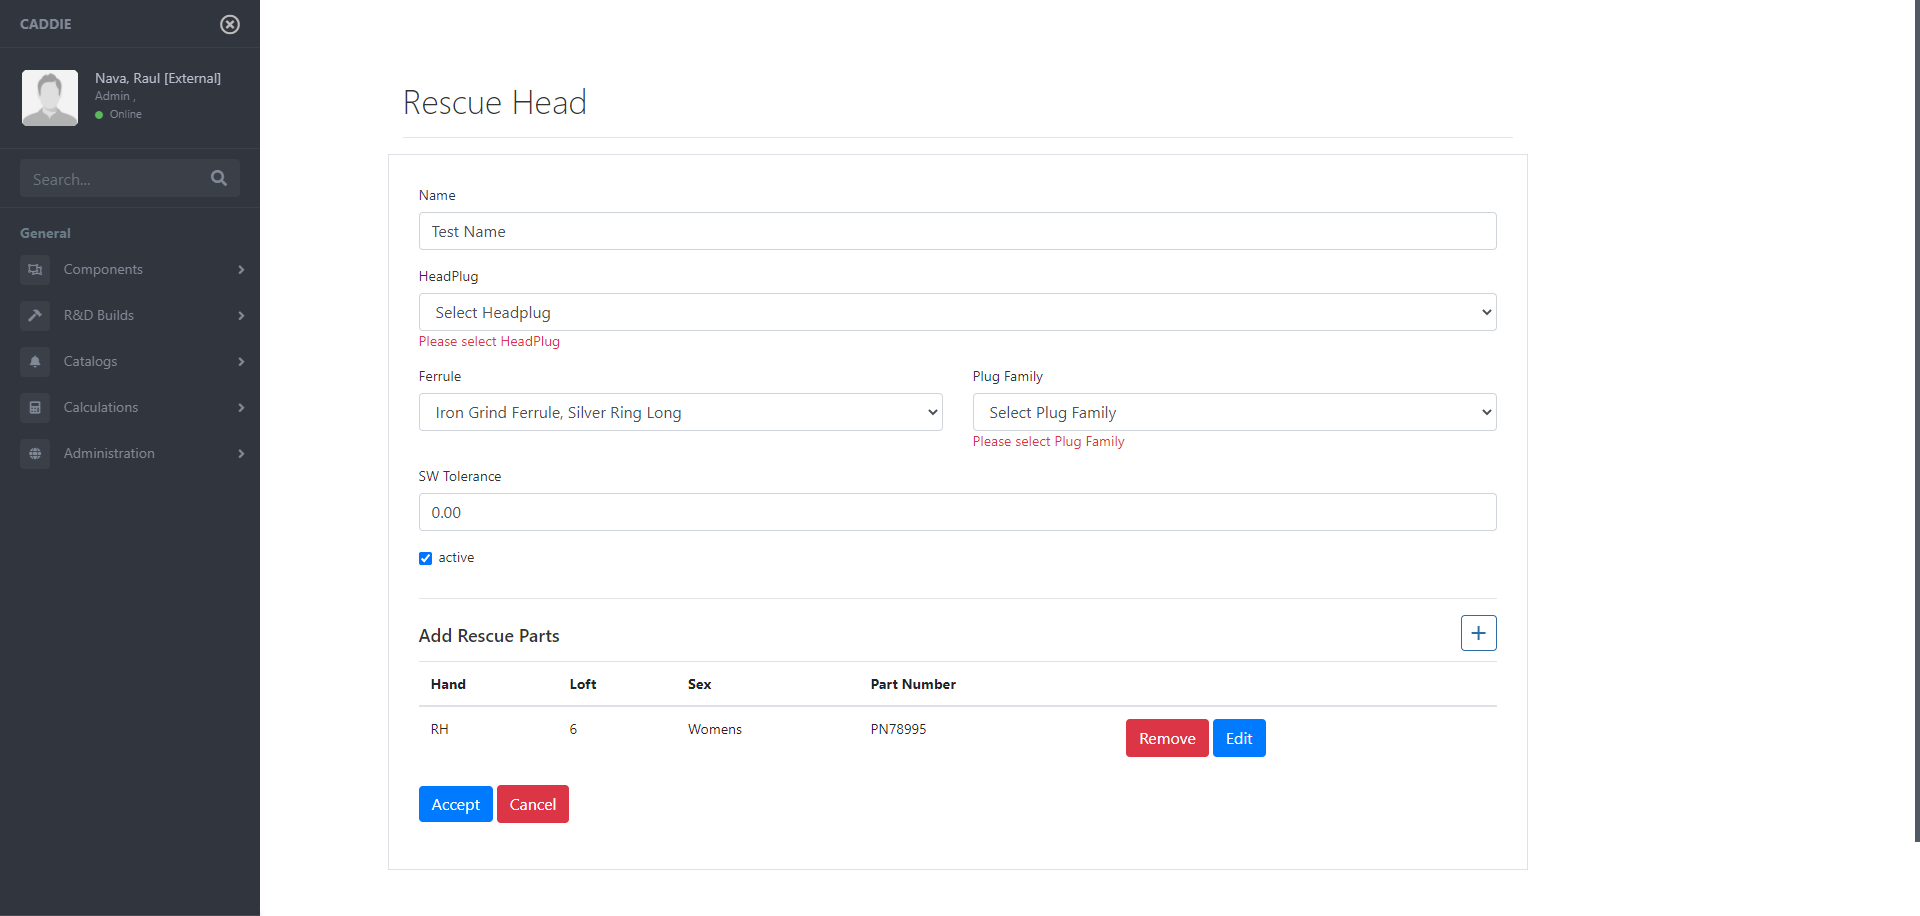 CADDIE
Nava, Raul [External]
Admin ,
Online
Search...
General
Components
R&D Builds
Catalogs
Calculations
Administration
Rescue Head
Name
Test Name
HeadPlug
Select Headplug
Please select HeadPlug
Ferrule Plug Family
Iron Grind Ferrule, Silver Ring Long Select Plug Family
Please select Plug Family
SW Tolerance
0.00
active
Add Rescue Parts
Hand Loft Sex Part Number
RH 6 Womens PN78995 Remove Edit
Accept Cancel